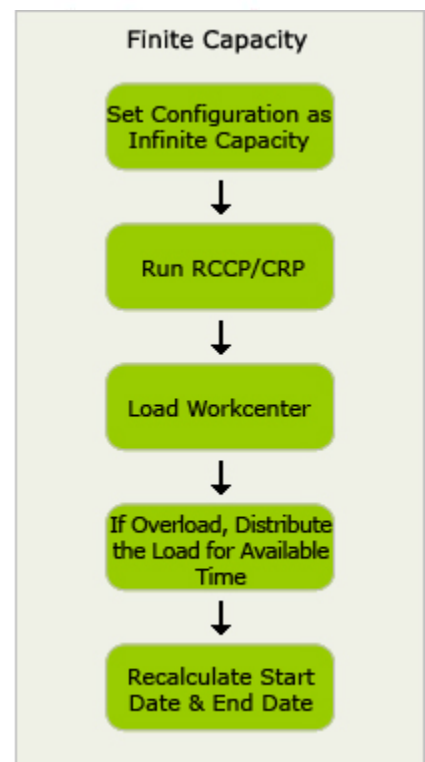 Finite Capacity
Set Configuration as
Infinite Capacity
Run RCCP/CRP
Load Workcenter
If Overload, Distribute
the Load for Available
Time
Recalculate Start
Date & End Date